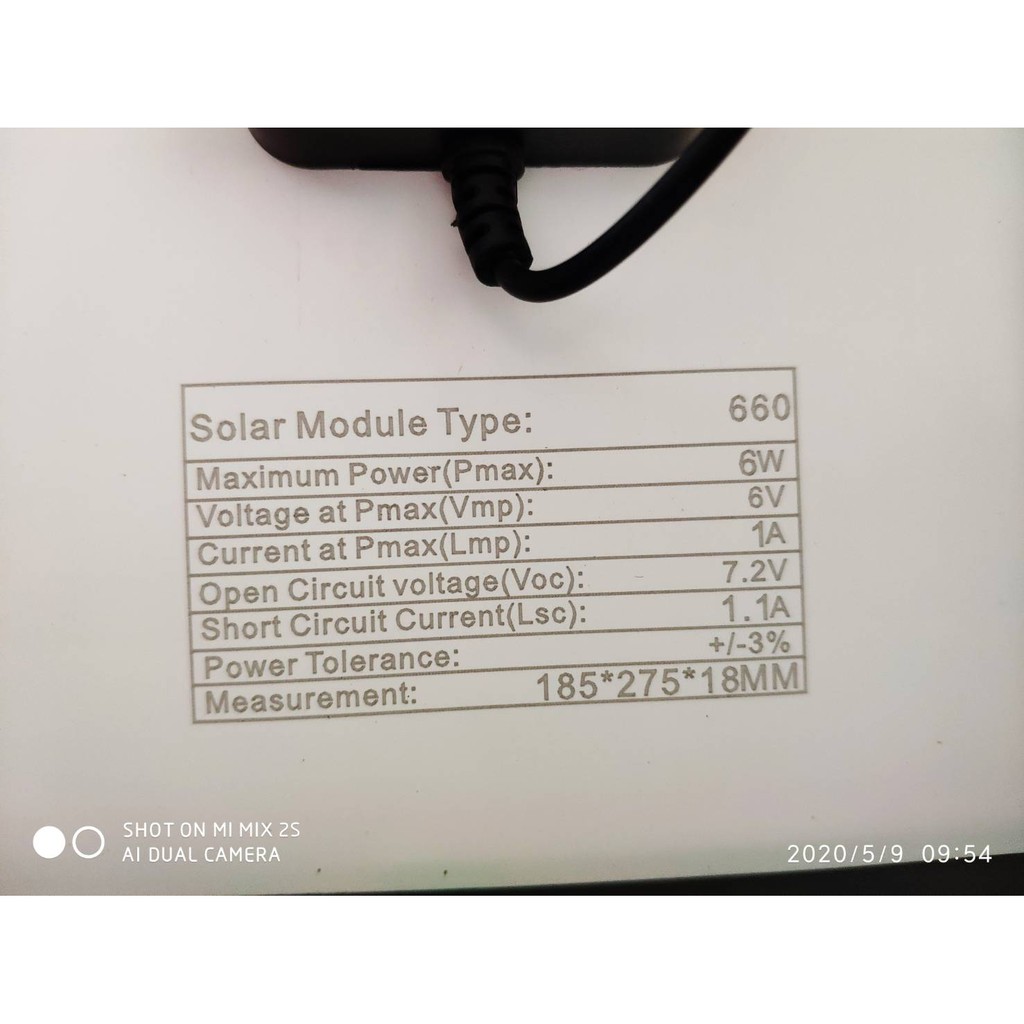 Solar Module Type: 660
Maximum Power(Pmax): 6W
Voltage at Pmax(Vmp): 6V
Current at Pmax(Lmp): 1A
Open Circuit voltage(Voc): 7.2V
Short Circuit Current(Lsc): 1.1A
Power Tolerance: +/-3%
Measurement: 185*275*18MM
SHOT ON MI MIX 2S
AI DUAL CAMERA
2020/5/9 09:54